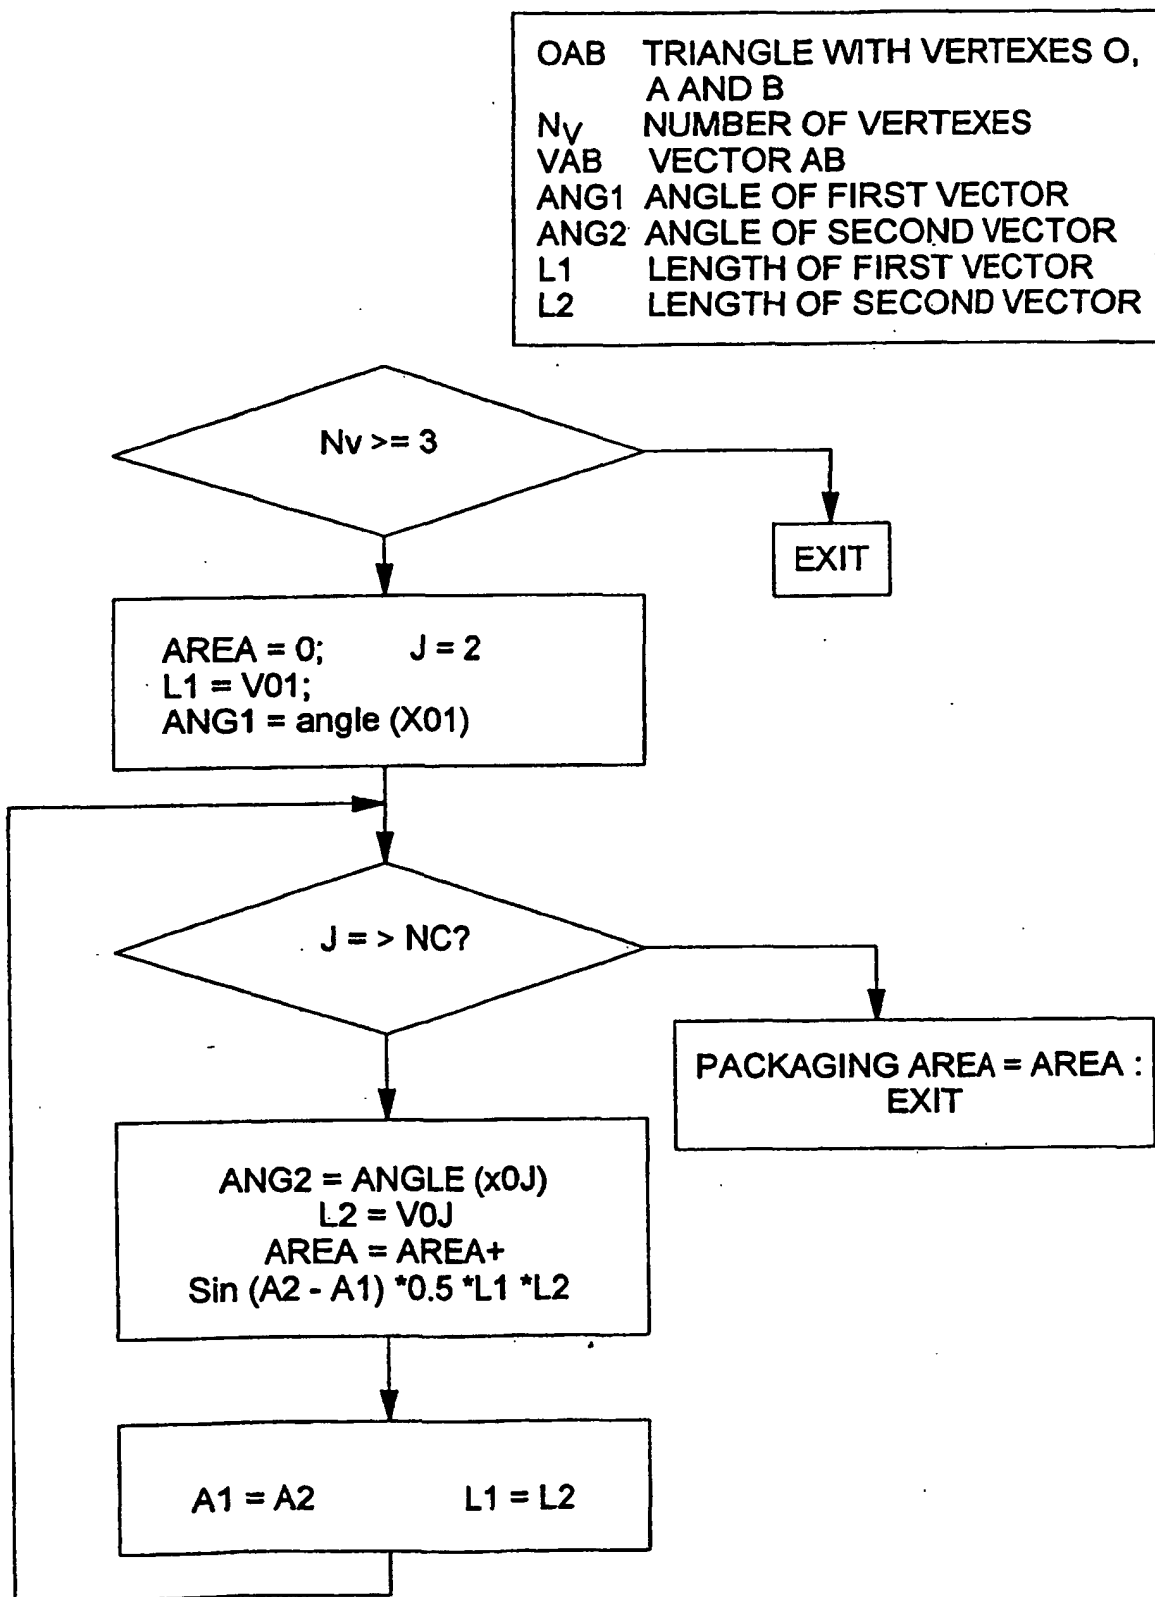 OAB TRIANGLE WITH VERTEXES O,
A AND B
NV NUMBER OF VERTEXES
VAB VECTOR AB
ANG1 ANGLE OF FIRST VECTOR
ANG2 ANGLE OF SECOND VECTOR
L1 LENGTH OF FIRST VECTOR
L2 LENGTH OF SECOND VECTOR
Nv >= 3
EXIT
AREA = 0; J = 2
L1 = V01;
ANG1 = angle (X01)
J = > NC?
PACKAGING AREA = AREA :
EXIT
ANG2 = ANGLE (x0J)
L2 = V0J
AREA = AREA+
Sin (A2 - A1) *0.5 *L1 *L2
A1 = A2 L1 = L2